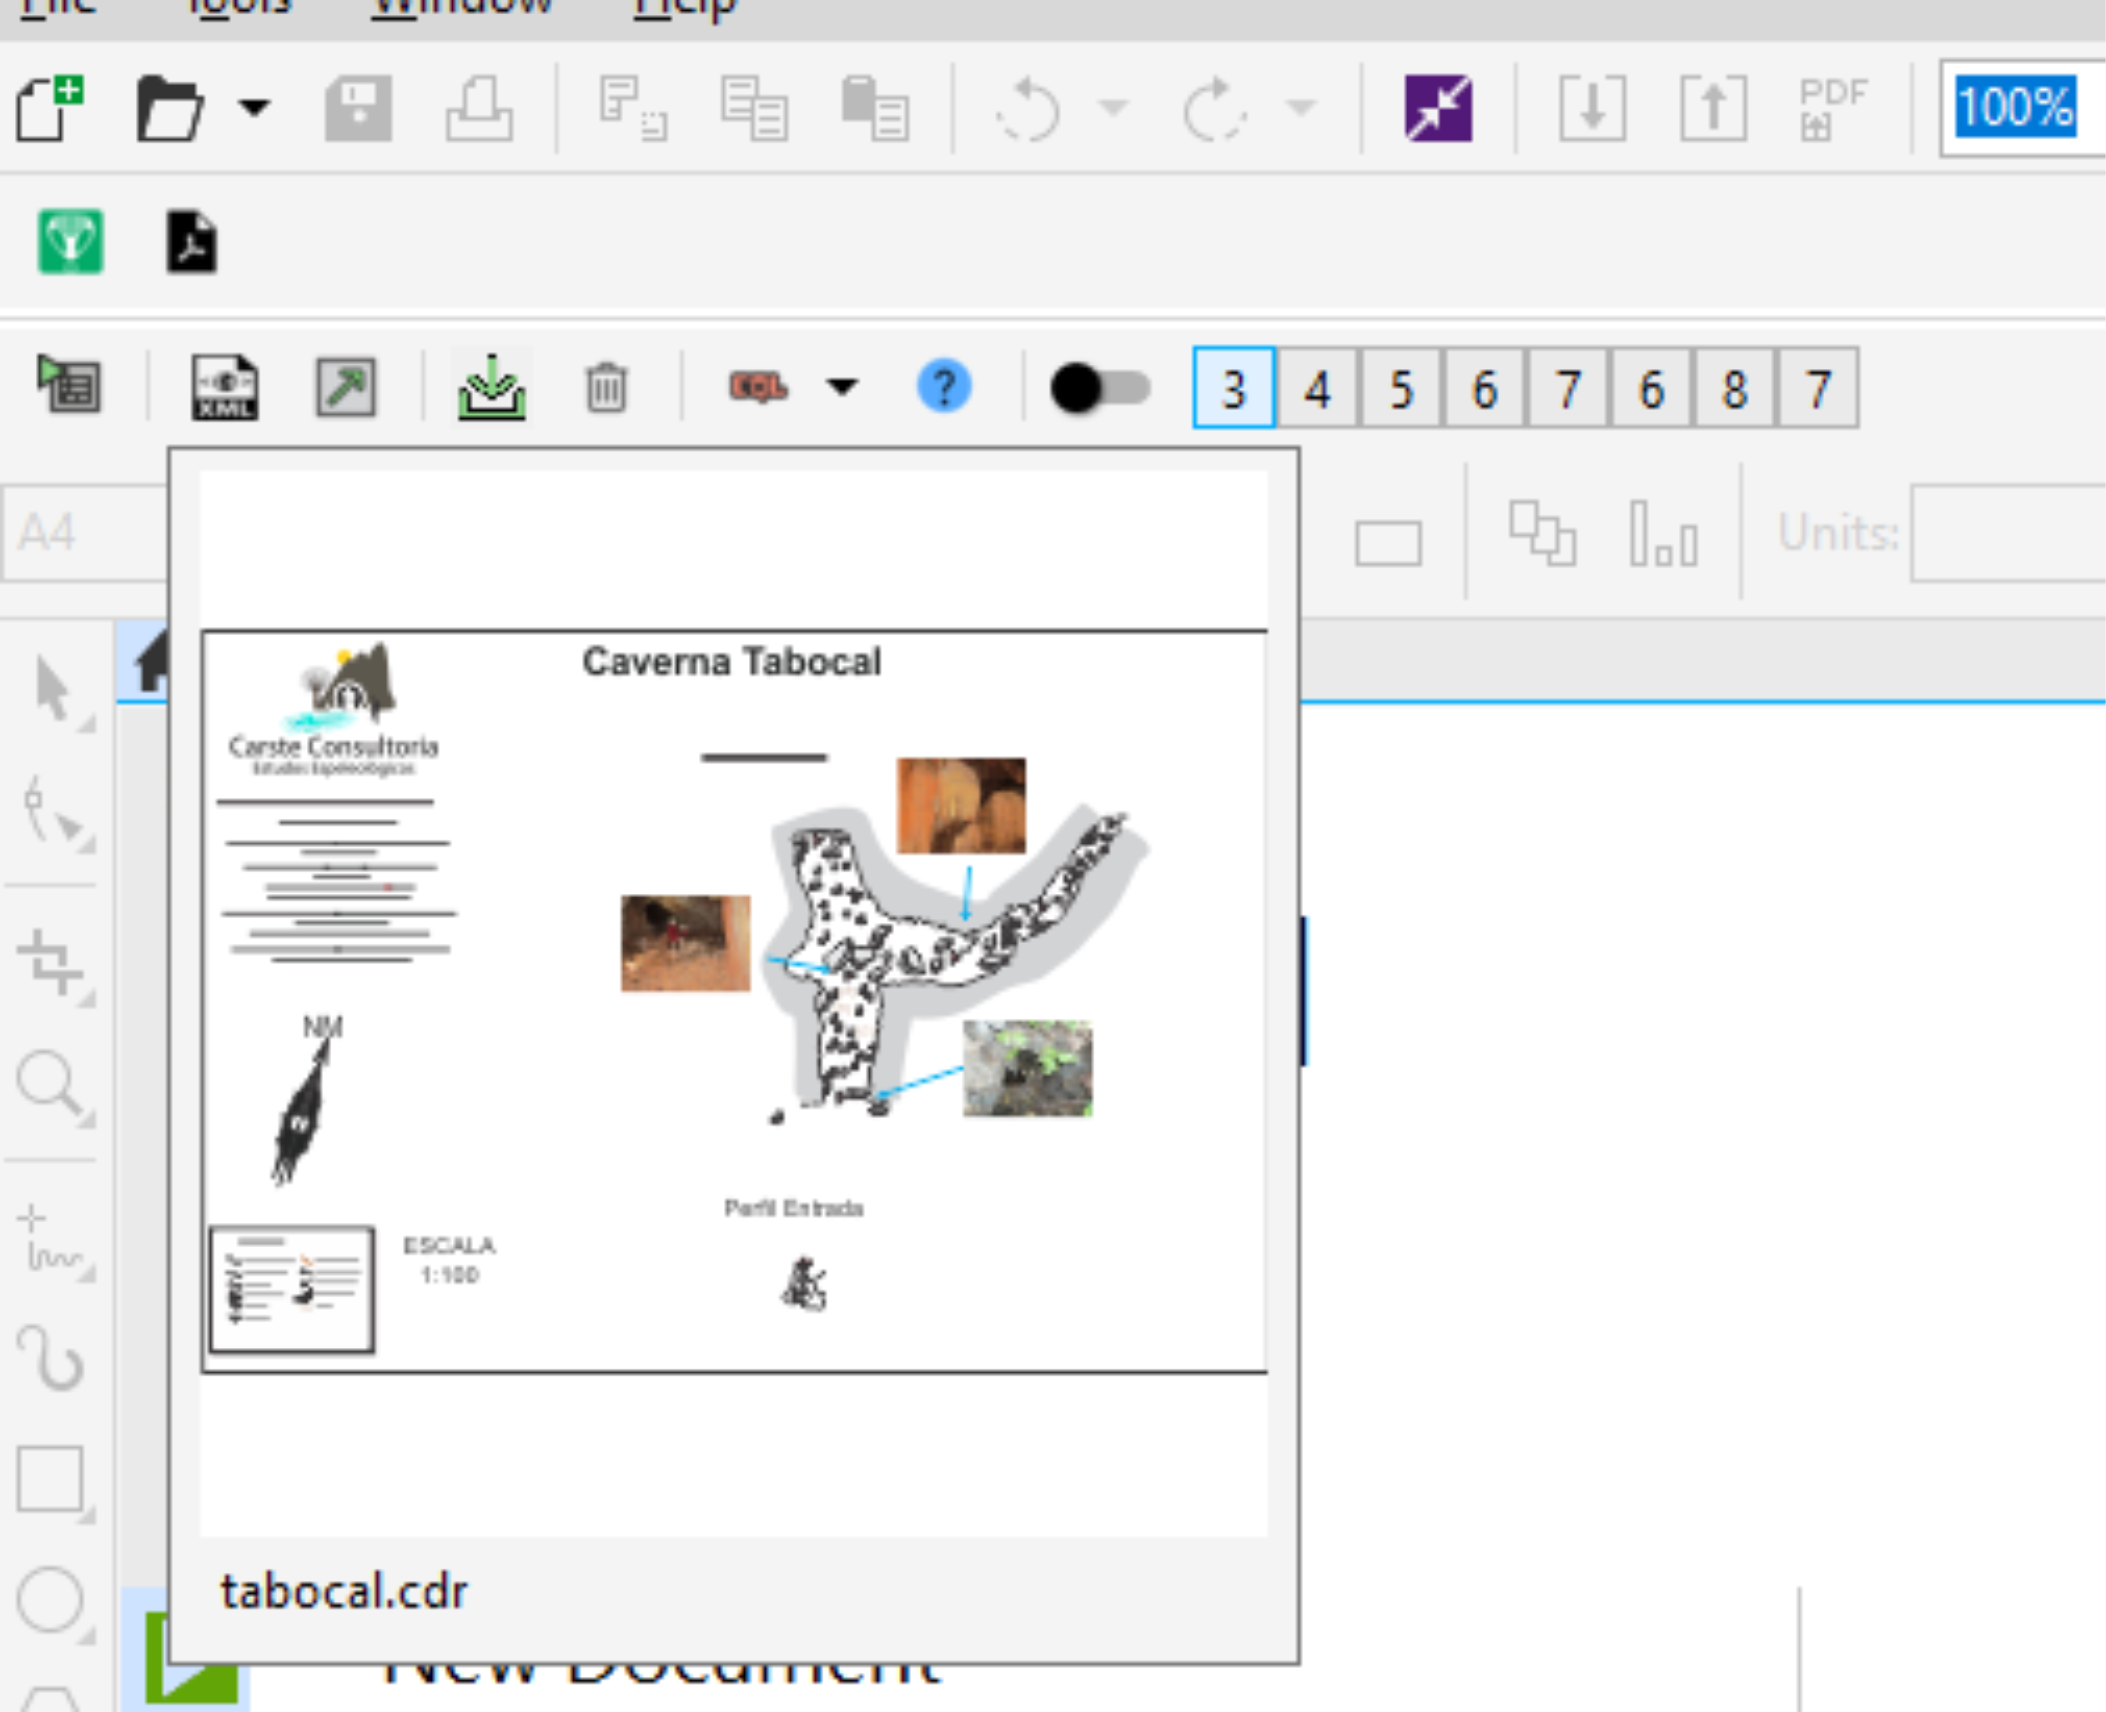 File Tools Window Help
PDF
100%
XML
CQL
?
3 4 5 6 7 6 8 7
A4
Units:
Caverna Tabocal
Carste Consultoria
Estudos Espeleológicos
NM
ESCALA
1:100
Perfil Entrada
tabocal.cdr
New Document